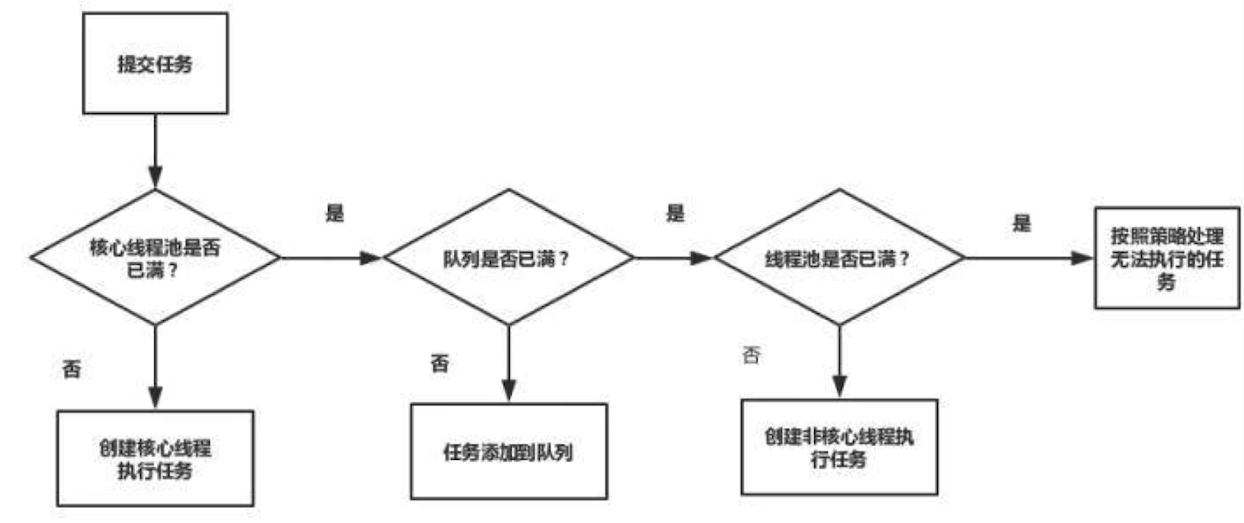 提交任务
核心线程池是否
已满？
是
队列是否已满？
是
线程池是否已满？
是
按照策略处理
无法执行的任
务
否
创建核心线程
执行任务
否
任务添加到队列
否
创建非核心线程执
行任务